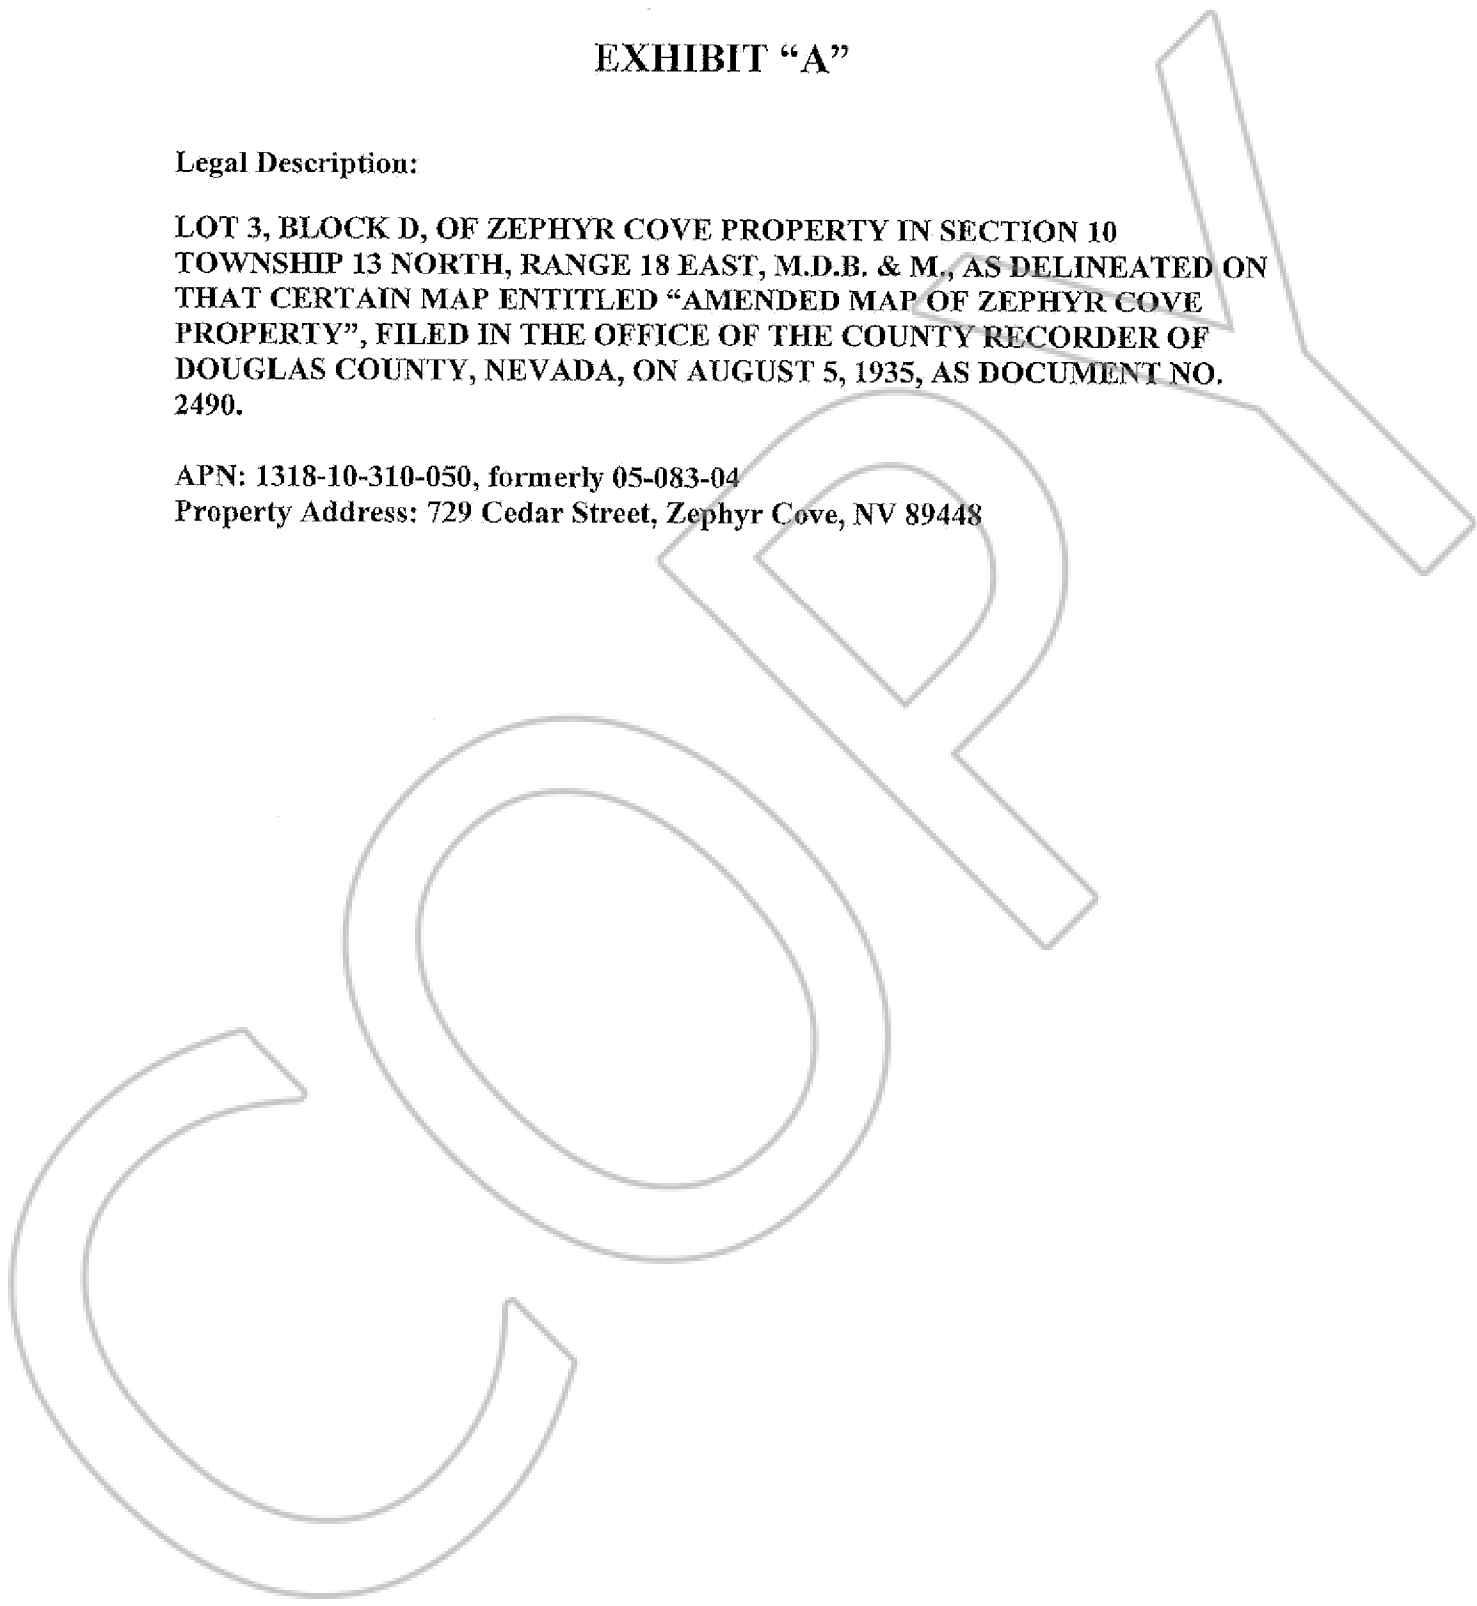 EXHIBIT “A”
Legal Description:
LOT 3, BLOCK D, OF ZEPHYR COVE PROPERTY IN SECTION 10
TOWNSHIP 13 NORTH, RANGE 18 EAST, M.D.B. & M., AS DELINEATED ON
THAT CERTAIN MAP ENTITLED “AMENDED MAP OF ZEPHYR COVE
PROPERTY”, FILED IN THE OFFICE OF THE COUNTY RECORDER OF
DOUGLAS COUNTY, NEVADA, ON AUGUST 5, 1935, AS DOCUMENT NO.
2490.
APN: 1318-10-310-050, formerly 05-083-04
Property Address: 729 Cedar Street, Zephyr Cove, NV 89448
COPY